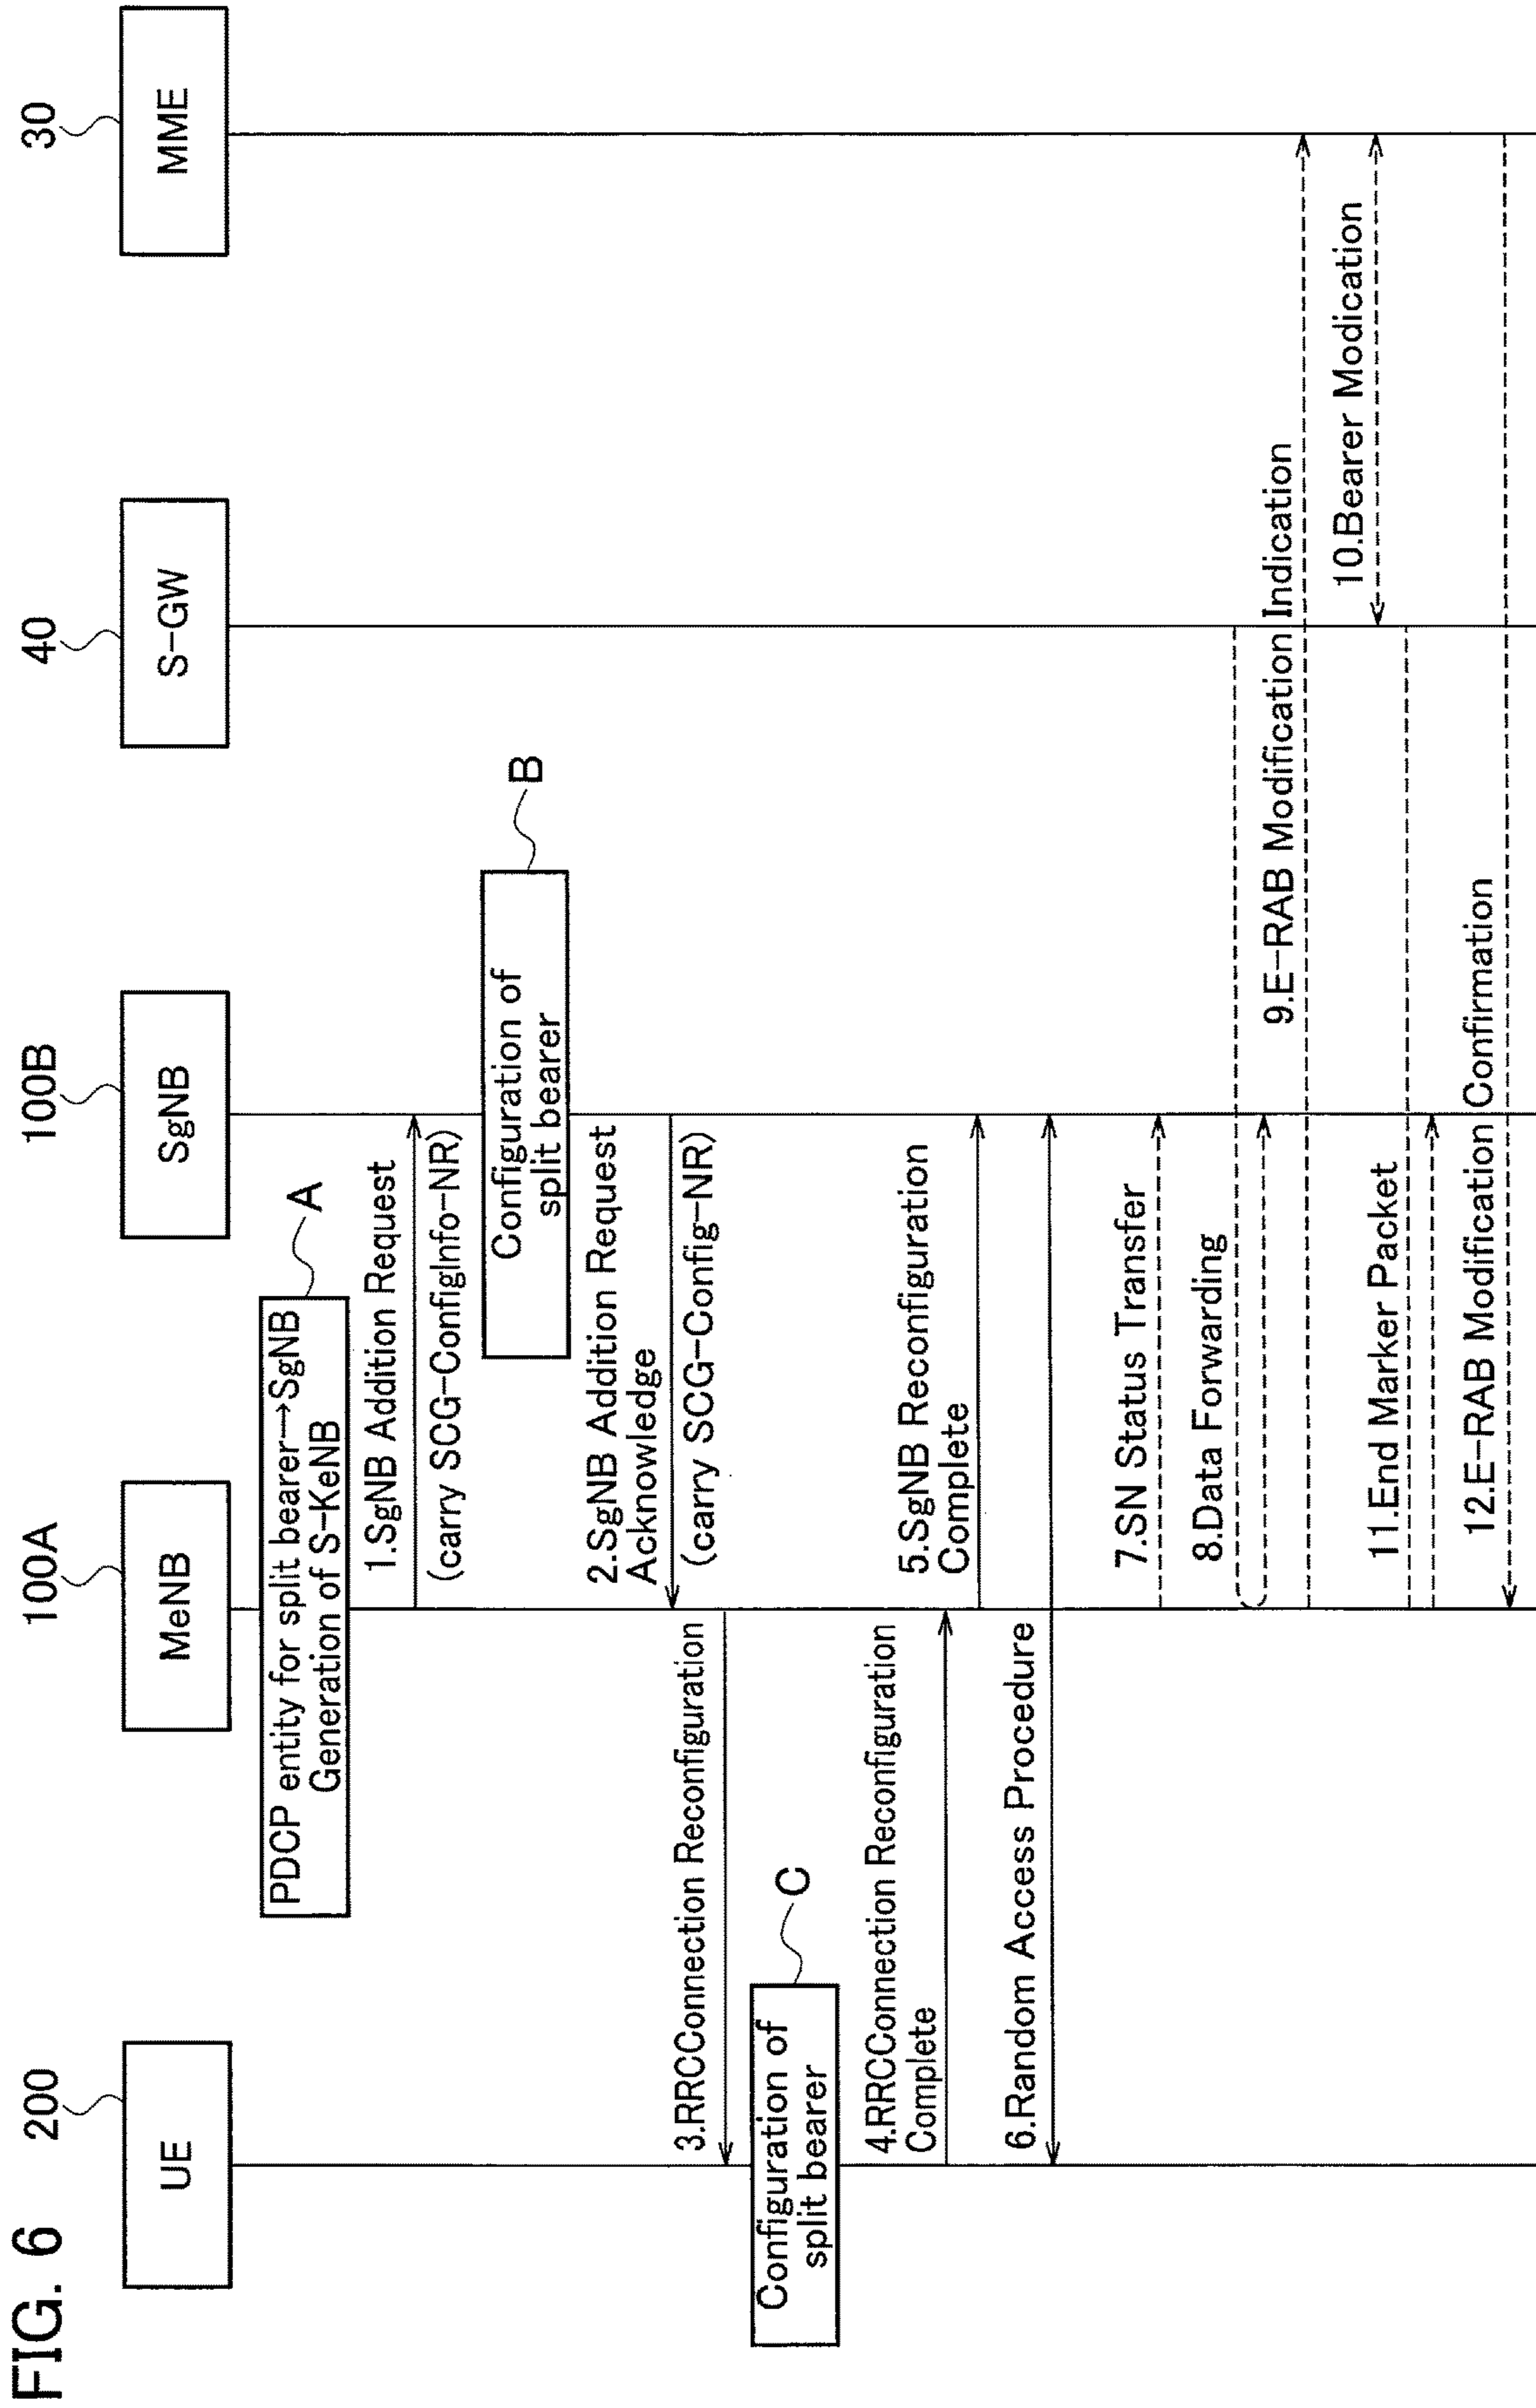 FIG. 6
200
100A
100B
40
30
UE
MeNB
SgNB
S-GW
MME
PDCP entity for split bearer→SgNB
Generation of S-KeNB
A
1.SgNB Addition Request
(carry SCG-ConfigInfo-NR)
Configuration of
split bearer
B
2.SgNB Addition Request
Acknowledge
(carry SCG-Config-NR)
3.RRCConnection Reconfiguration
Configuration of
split bearer
C
4.RRCConnection Reconfiguration
Complete
5.SgNB Reconfiguration
Complete
6.Random Access Procedure
7.SN Status Transfer
8.Data Forwarding
9.E-RAB Modification Indication
10.Bearer Modication
11.End Marker Packet
12.E-RAB Modification Confirmation